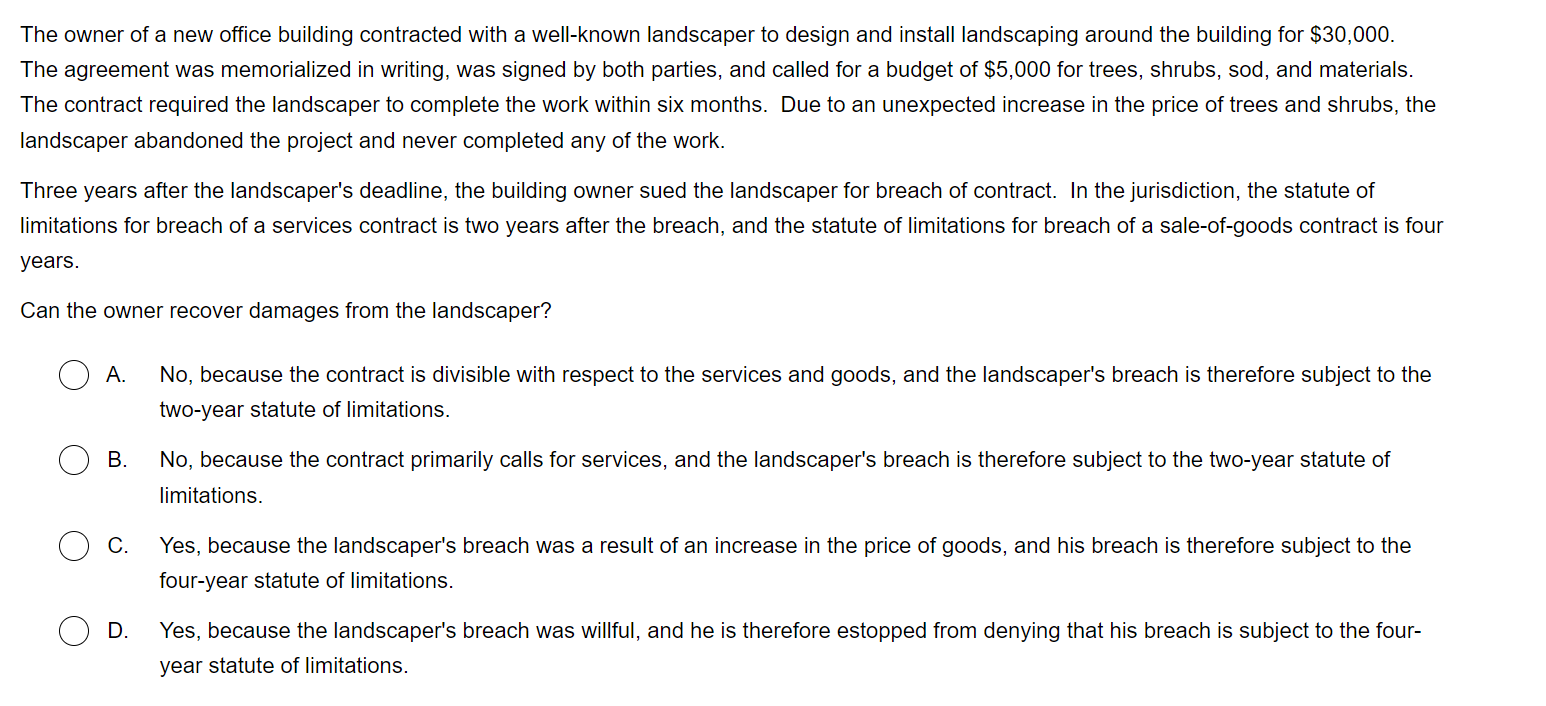 The owner of a new office building contracted with a well-known landscaper to design and install landscaping around the building for $30,000.
The agreement was memorialized in writing, was signed by both parties, and called for a budget of $5,000 for trees, shrubs, sod, and materials.
The contract required the landscaper to complete the work within six months.  Due to an unexpected increase in the price of trees and shrubs, the
landscaper abandoned the project and never completed any of the work.
Three years after the landscaper's deadline, the building owner sued the landscaper for breach of contract.  In the jurisdiction, the statute of
limitations for breach of a services contract is two years after the breach, and the statute of limitations for breach of a sale-of-goods contract is four
years.
Can the owner recover damages from the landscaper?
A. No, because the contract is divisible with respect to the services and goods, and the landscaper's breach is therefore subject to the
two-year statute of limitations.
B. No, because the contract primarily calls for services, and the landscaper's breach is therefore subject to the two-year statute of
limitations.
C. Yes, because the landscaper's breach was a result of an increase in the price of goods, and his breach is therefore subject to the
four-year statute of limitations.
D. Yes, because the landscaper's breach was willful, and he is therefore estopped from denying that his breach is subject to the four-
year statute of limitations.